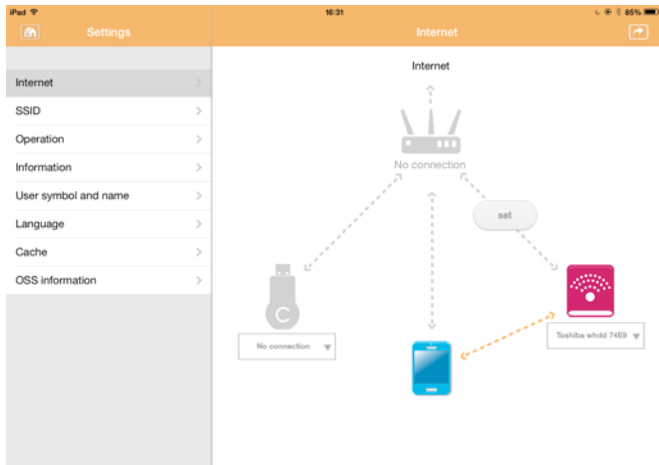 iPad 16:31 85%
Settings
Internet
Internet
SSID
Operation
Information
User symbol and name
Language
Cache
OSS information
Internet
No connection
set
C
No connection
Toshiba whdd 74E9